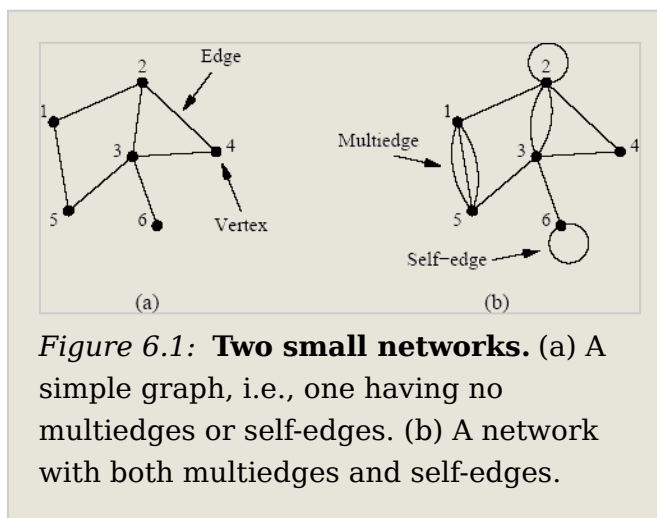 Edge
2
1
3
4
5
6
Vertex
(a)
2
1
Multiedge
3
4
5
6
Self-edge
(b)
Figure 6.1: Two small networks. (a) A
simple graph, i.e., one having no
multiedges or self-edges. (b) A network
with both multiedges and self-edges.